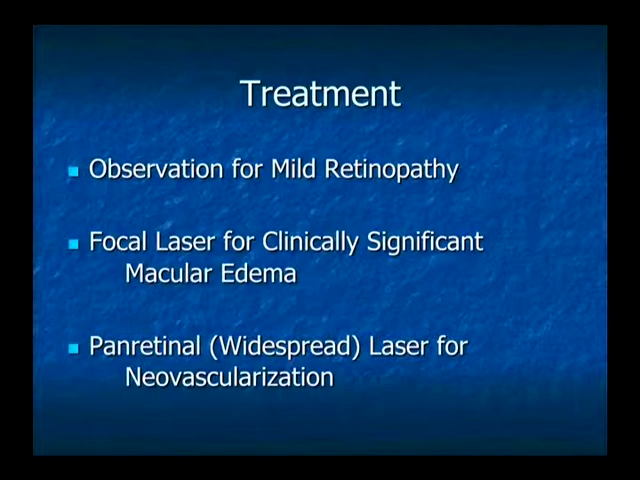 Treatment
Observation for Mild Retinopathy
Focal Laser for Clinically Significant
Macular Edema
Panretinal (Widespread) Laser for
Neovascularization